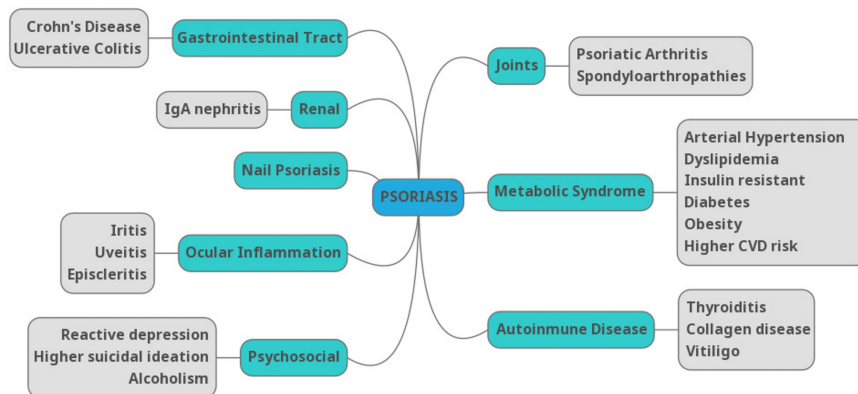 Crohn's Disease
Ulcerative Colitis
Gastrointestinal Tract
IgA nephritis
Renal
Nail Psoriasis
Iritis
Uveitis
Episcleritis
Ocular Inflammation
Reactive depression
Higher suicidal ideation
Alcoholism
Psychosocial
PSORIASIS
Joints
Psoriatic Arthritis
Spondyloarthropathies
Metabolic Syndrome
Arterial Hypertension
Dyslipidemia
Insulin resistant
Diabetes
Obesity
Higher CVD risk
Autoinmune Disease
Thyroiditis
Collagen disease
Vitiligo